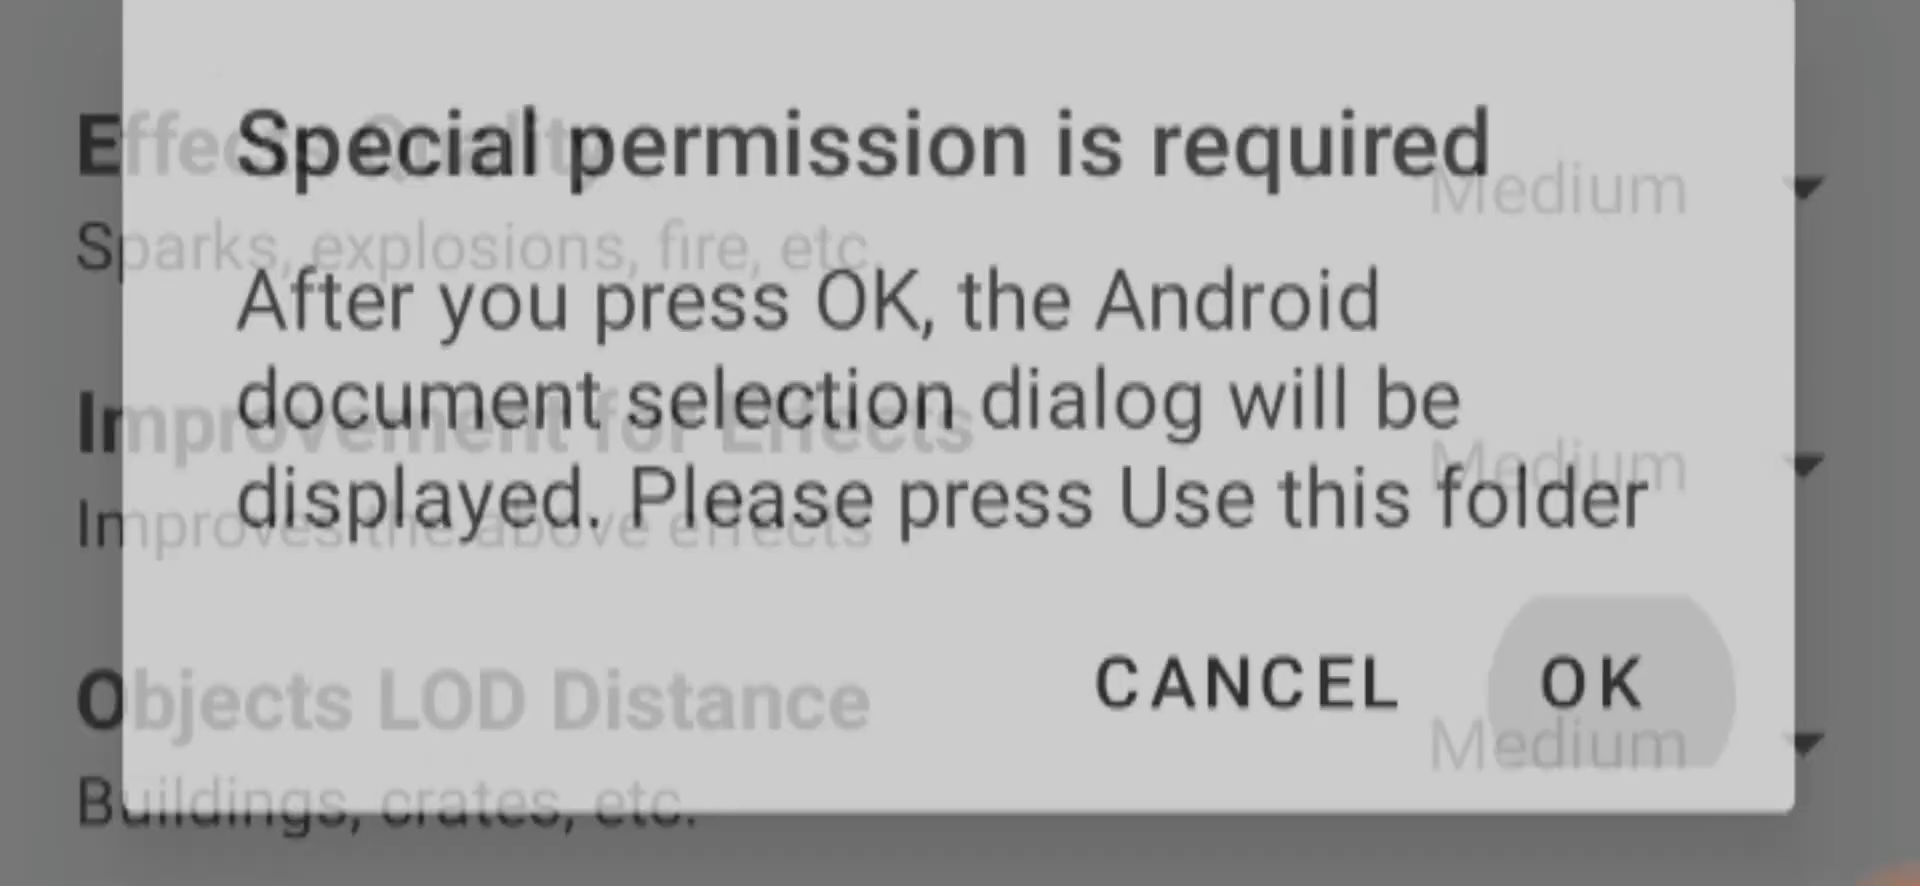 Effects Quality
Special permission is required
Medium
Sparks, explosions, fire, etc.
After you press OK, the Android
document selection dialog will be
Improvement for Effects
Medium
displayed. Please press Use this folder
Improves the above effects
CANCEL OK
Objects LOD Distance
Medium
Buildings, crates, etc.